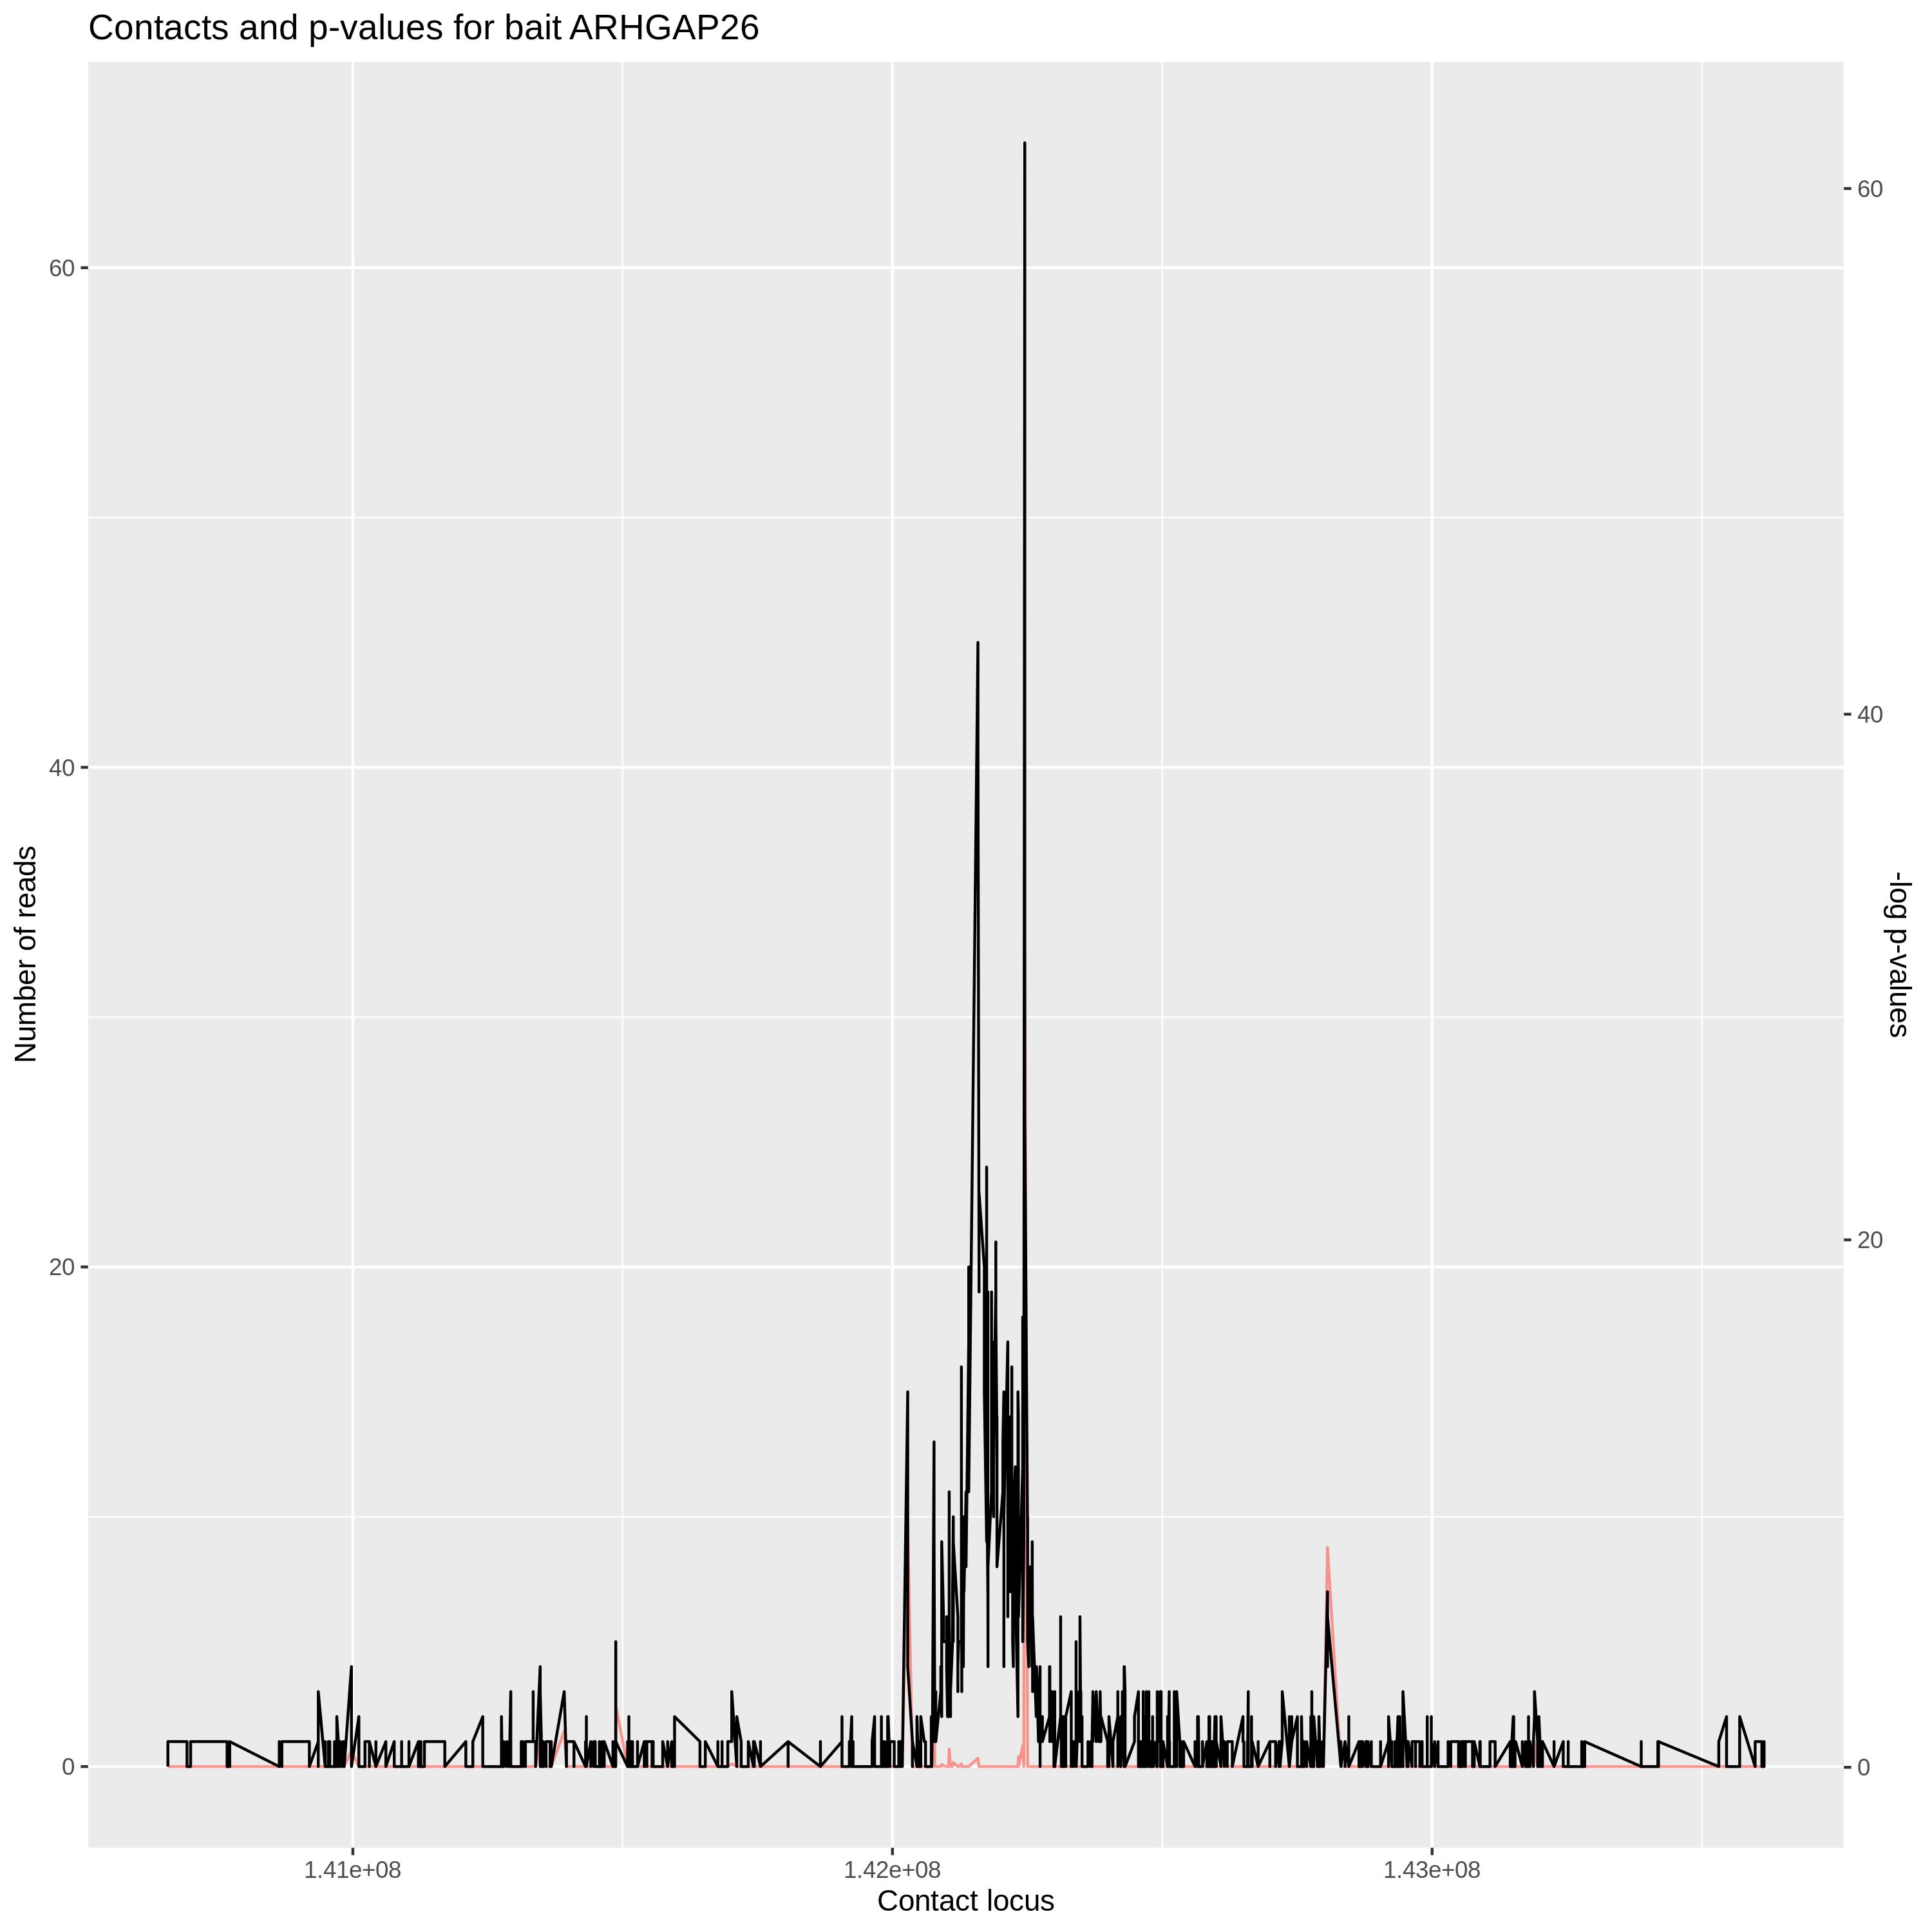 Contacts and p-values for bait ARHGAP26
60
40
20
0
Number of reads
60
40
20
0
-log p-values
1.41e+08
1.42e+08
1.43e+08
Contact locus